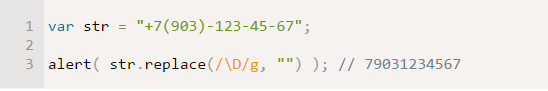 1 var str = "+7(903)-123-45-67";
2
3 alert( str.replace(/\D/g, "") ); // 79031234567